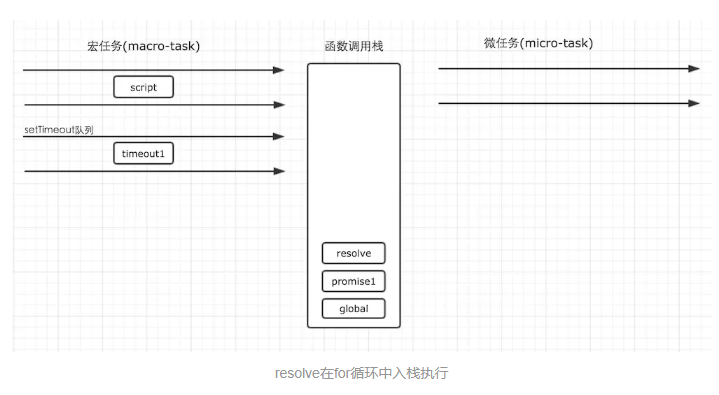 宏任务(macro-task)
函数调用栈
微任务(micro-task)
script
setTimeout队列
timeout1
resolve
promise1
global
resolve在for循环中入栈执行